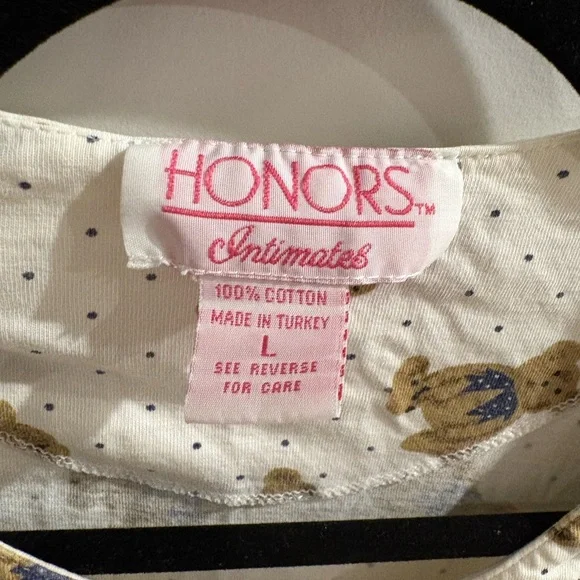 HONORS™
Intimates
100% COTTON
MADE IN TURKEY
L
SEE REVERSE
FOR CARE